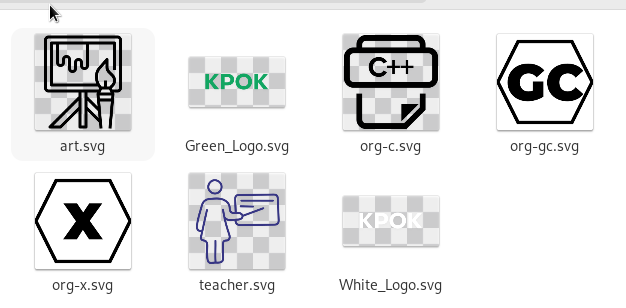 KPOK
C++
GC
art.svg
Green_Logo.svg
org-c.svg
org-gc.svg
X
KPOK
org-x.svg
teacher.svg
White_Logo.svg